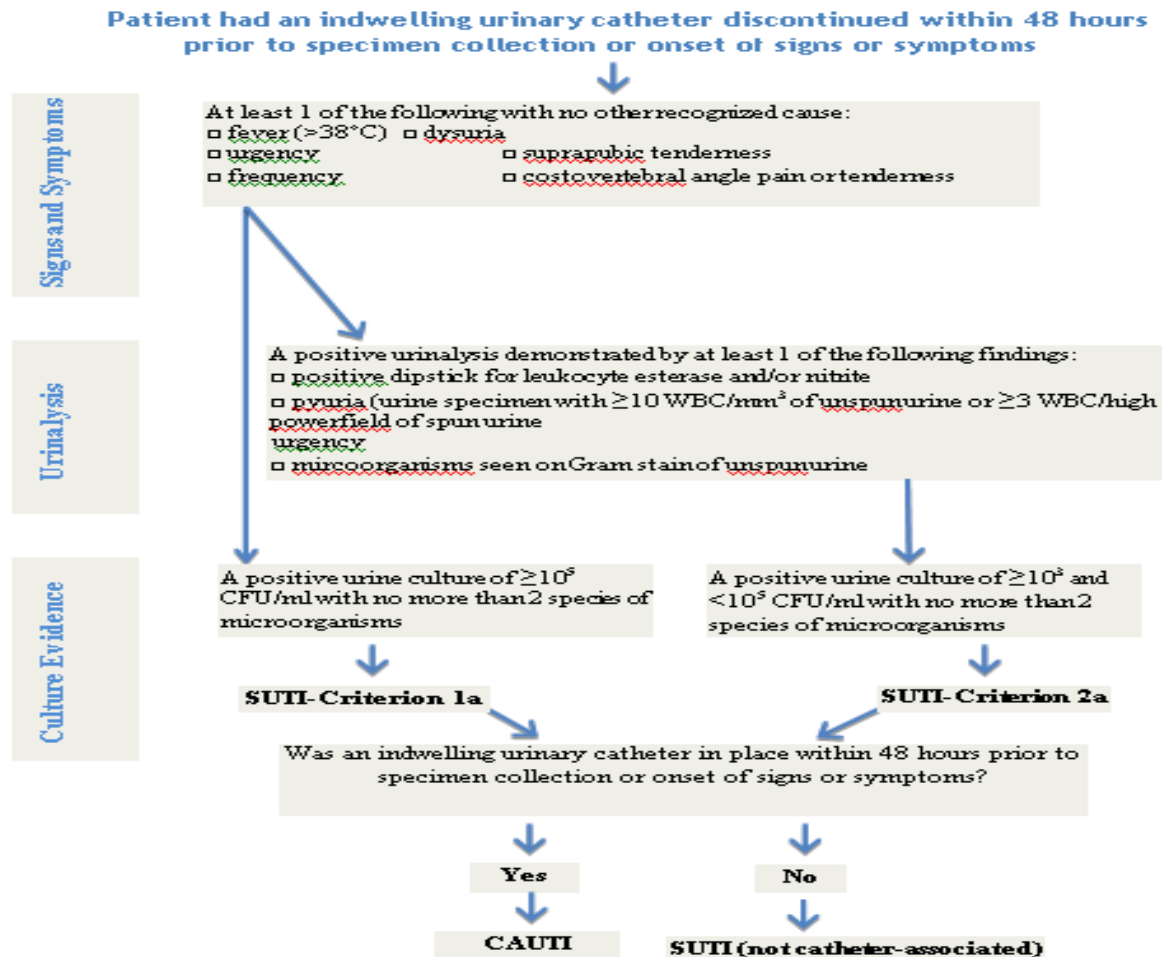 Patient had an indwelling urinary catheter discontinued within 48 hours
prior to specimen collection or onset of signs or symptoms
Signs and Symptoms
At least 1 of the following with no other recognized cause:
□ fever (>38°C) □ dysuria
□ urgency □ suprapubic tenderness
□ frequency □ costovertebral angle pain or tenderness
Urinalysis
A positive urinalysis demonstrated by at least 1 of the following findings:
□ positive dipstick for leukocyte esterase and/or nitrite
□ pyuria (urine specimen with ≥10 WBC/mm³ of unspun urine or ≥3 WBC/high
powerfield of spun urine
urgency
□ mircoorganisms seen on Gram stain of unspun urine
Culture Evidence
A positive urine culture of ≥10⁵
CFU/ml with no more than 2 species of
microorganisms
A positive urine culture of ≥10³ and
<10⁵ CFU/ml with no more than 2
species of microorganisms
SUTI- Criterion 1a
SUTI- Criterion 2a
Was an indwelling urinary catheter in place within 48 hours prior to
specimen collection or onset of signs or symptoms?
Yes
No
CAUTI
SUTI (not catheter-associated)